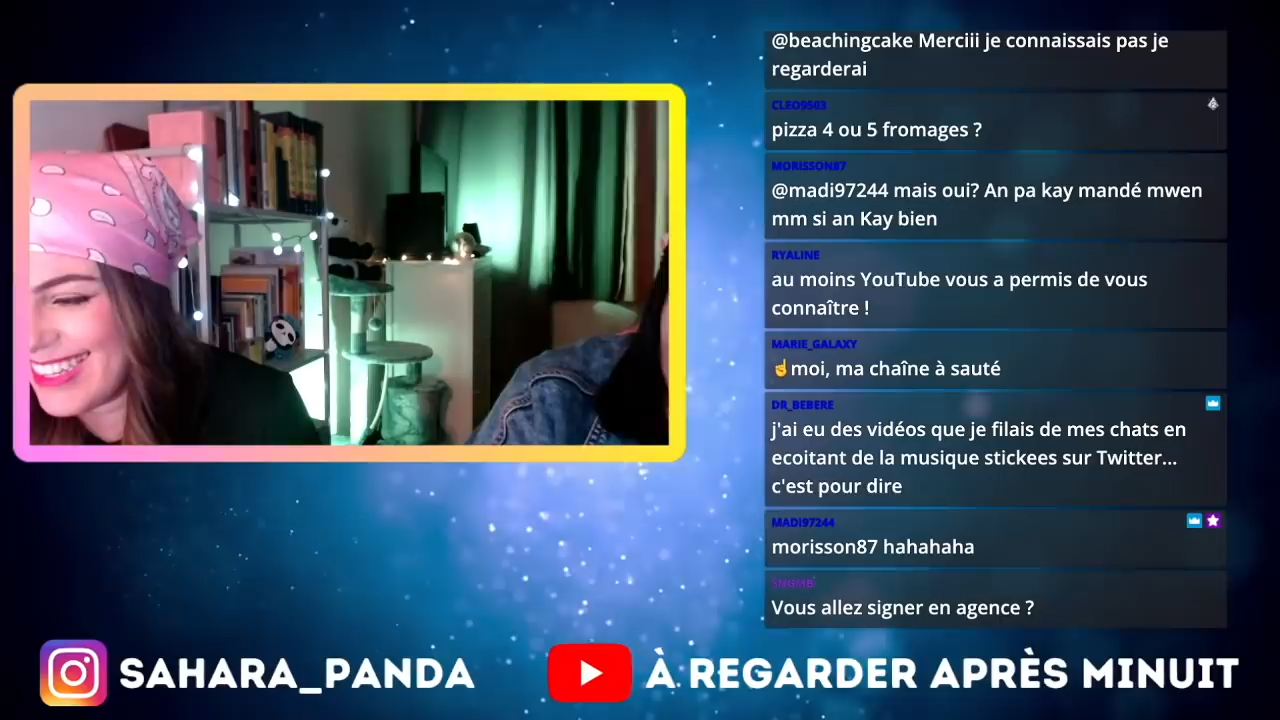 @beachingcake Merciii je connaissais pas je
regarderai
CLEO9503
pizza 4 ou 5 fromages ?
MORISSON87
@madi97244 mais oui? An pa kay mandé mwen
mm si an Kay bien
RYALINE
au moins YouTube vous a permis de vous
connaître !
MARIE_GALAXY
☝moi, ma chaîne à sauté
DR_BEBERE
j'ai eu des vidéos que je filais de mes chats en
ecoitant de la musique stickees sur Twitter...
c'est pour dire
MADI97244
morisson87 hahahaha
Vous allez signer en agence ?
SAHARA_PANDA
À REGARDER APRÈS MINUIT